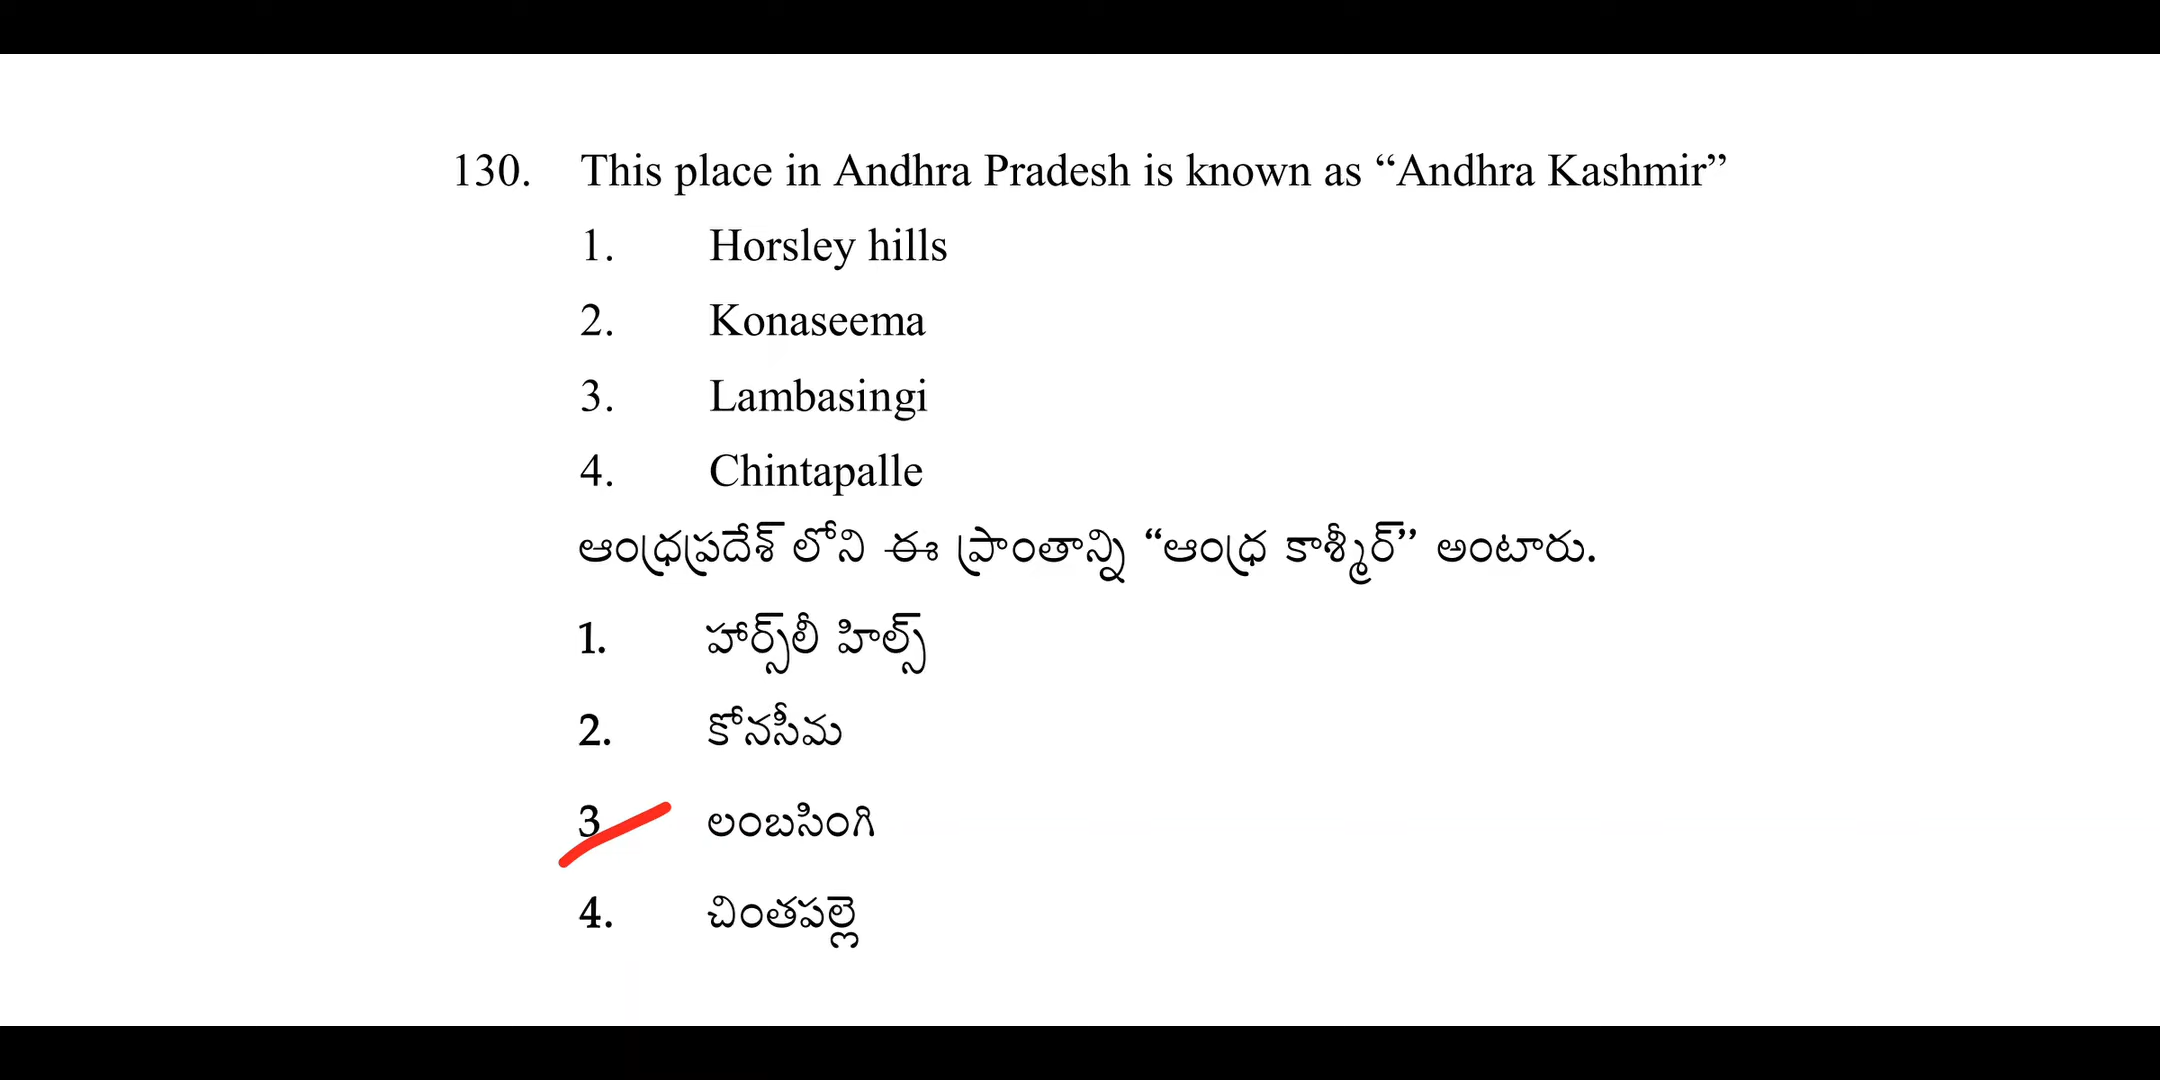 130. This place in Andhra Pradesh is known as “Andhra Kashmir”
1. Horsley hills
2. Konaseema
3. Lambasingi
4. Chintapalle
ఆంధ్రప్రదేశ్ లోని ఈ ప్రాంతాన్ని “ఆంధ్ర కాశ్మీర్” అంటారు.
1. హార్స్‌లీ హిల్స్
2. కోనసీమ
3 లంబసింగి
4. చింతపల్లె